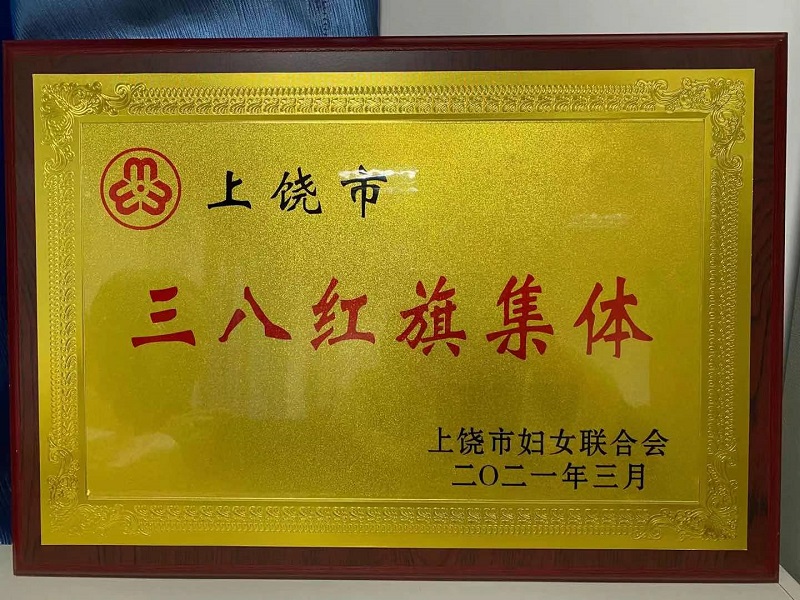 上饶市
三八红旗集体
上饶市妇女联合会
二〇二一年三月